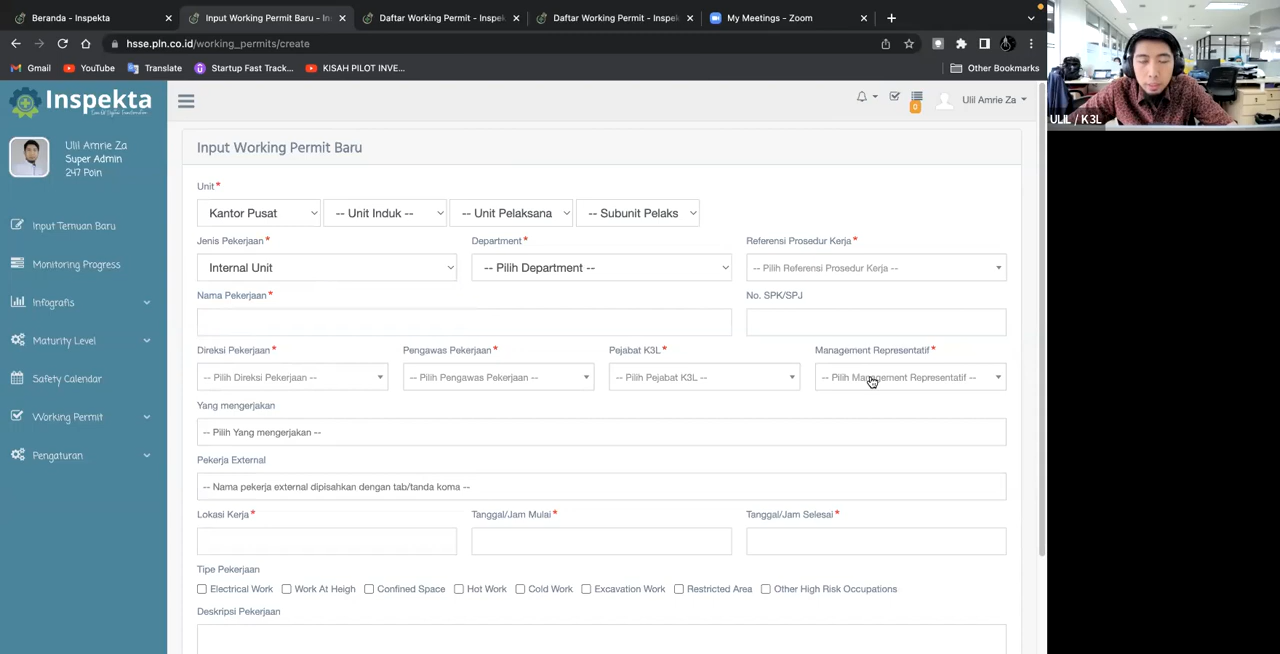 Beranda - Inspekta
Input Working Permit Baru - In
Daftar Working Permit - Inspek
Daftar Working Permit - Inspek
My Meetings - Zoom
hsse.pln.co.id/working_permits/create
Gmail
YouTube
Translate
Startup Fast Track...
KISAH PILOT INVE...
Other Bookmarks
Inspekta
Ulil Amrie Za
Super Admin
247 Poin
0
Ulil Amrie Za
ULIL / K3L
Input Temuan Baru
Monitoring Progress
Infografis
Maturity Level
Safety Calendar
Working Permit
Pengaturan
Input Working Permit Baru
Unit*
Kantor Pusat
-- Unit Induk --
-- Unit Pelaksana
-- Subunit Pelaks
Jenis Pekerjaan*
Department*
Referensi Prosedur Kerja*
Internal Unit
-- Pilih Department --
-- Pilih Referensi Prosedur Kerja --
Nama Pekerjaan*
No. SPK/SPJ
Direksi Pekerjaan*
Pengawas Pekerjaan*
Pejabat K3L*
Management Representatif*
-- Pilih Direksi Pekerjaan --
-- Pilih Pengawas Pekerjaan --
-- Pilih Pejabat K3L --
-- Pilih Management Representatif --
Yang mengerjakan
-- Pilih Yang mengerjakan --
Pekerja External
-- Nama pekerja external dipisahkan dengan tab/tanda koma --
Lokasi Kerja*
Tanggal/Jam Mulai*
Tanggal/Jam Selesai*
Tipe Pekerjaan
Electrical Work
Work At Heigh
Confined Space
Hot Work
Cold Work
Excavation Work
Restricted Area
Other High Risk Occupations
Deskripsi Pekerjaan